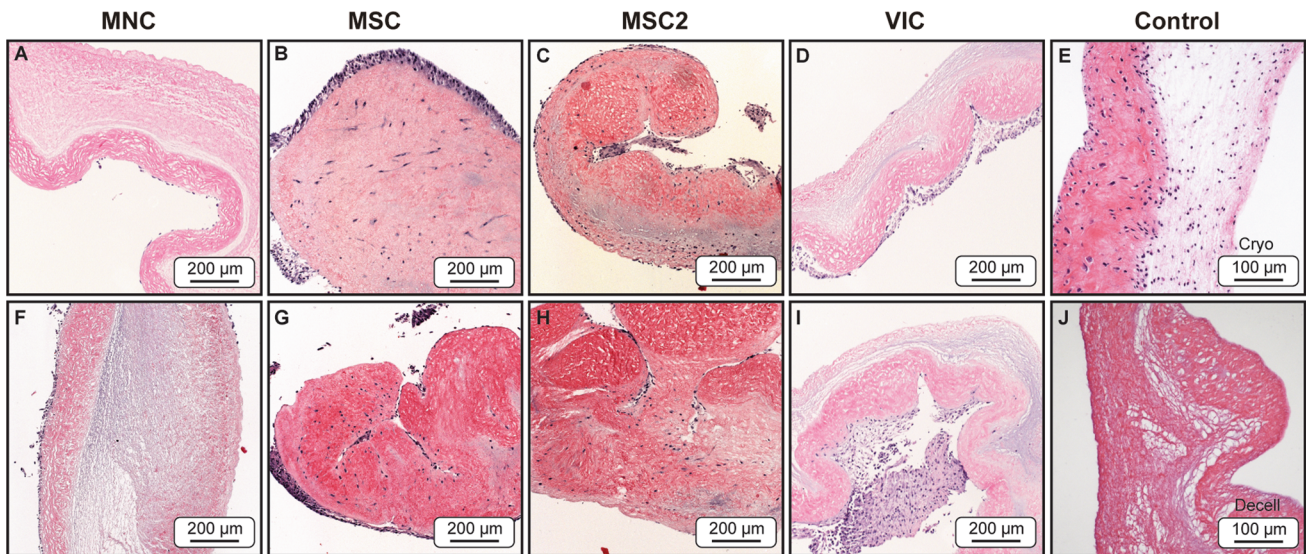 MNC MSC MSC2 VIC Control
A B C D E
Cryo
200 µm 200 µm 200 µm 200 µm 100 µm
F G H I J
Decell
200 µm 200 µm 200 µm 200 µm 100 µm